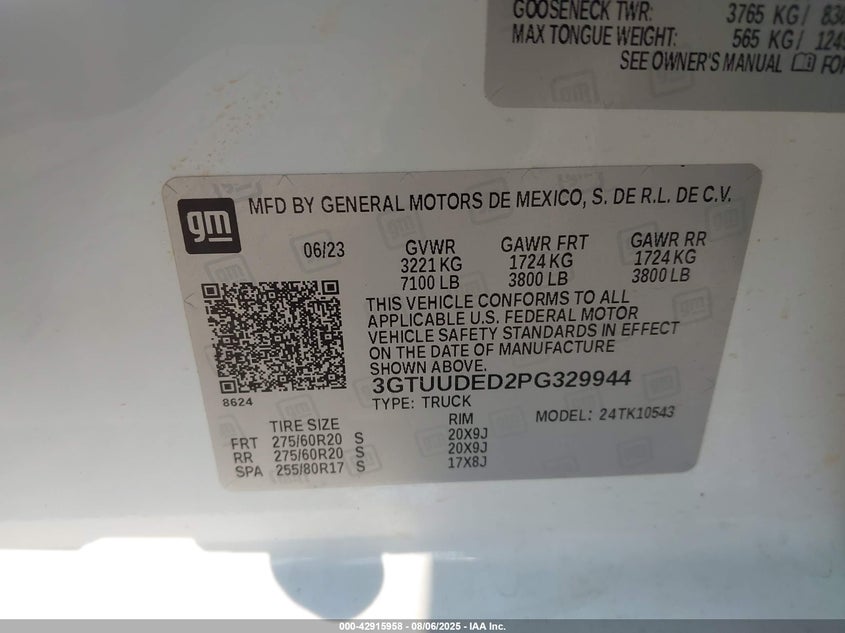 GOOSENECK TWR: 3765 KG/
MAX TONGUE WEIGHT: 565 KG/
SEE OWNER'S MANUAL FOR
gm
MFD BY GENERAL MOTORS DE MEXICO, S. DE R.L. DE C.V.
06/23 GVWR GAWR FRT GAWR RR
3221 KG 1724 KG 1724 KG
7100 LB 3800 LB 3800 LB
THIS VEHICLE CONFORMS TO ALL
APPLICABLE U.S. FEDERAL MOTOR
VEHICLE SAFETY STANDARDS IN EFFECT
ON THE DATE OF MANUFACTURE
SHOWN ABOVE.
8624
3GTUUDED2PG329944
TYPE: TRUCK MODEL: 24TK10543
TIRE SIZE RIM
FRT 275/60R20 S 20X9J
RR 275/60R20 S 20X9J
SPA 255/80R17 S 17X8J
000-42915958 - 08/06/2025 - IAA Inc.